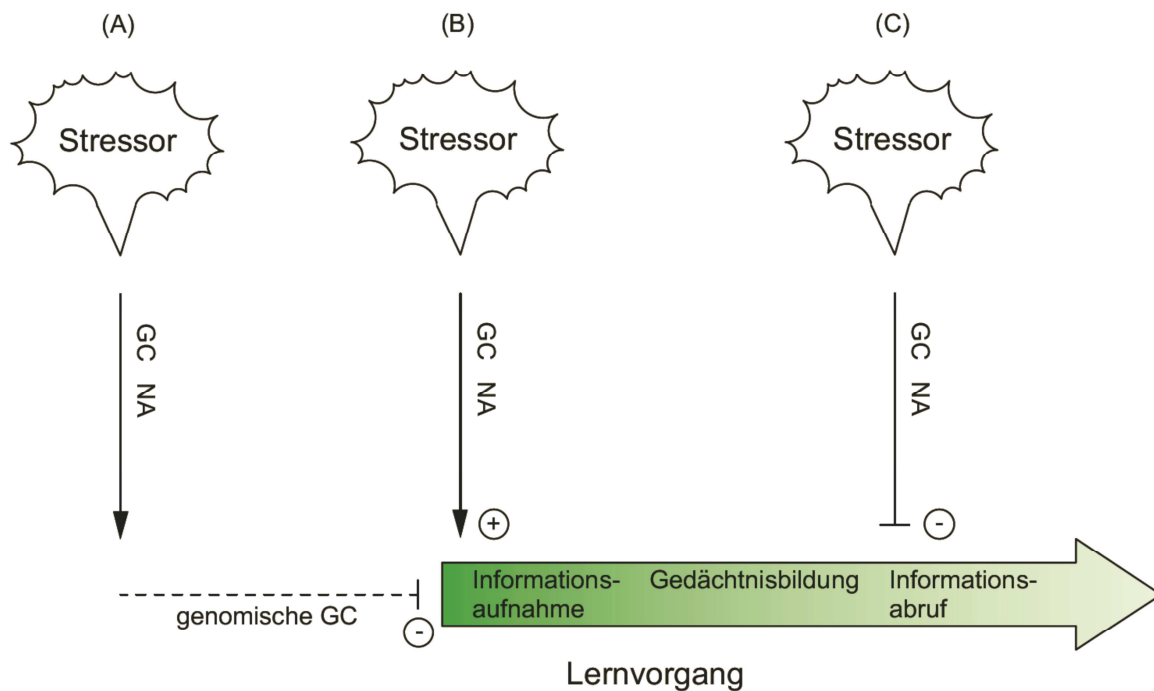 (A)
(B)
(C)
Stressor
Stressor
Stressor
GC NA
GC NA
GC NA
+
-
Informations-
aufnahme
Gedächtnisbildung
Informations-
abruf
genomische GC
-
Lernvorgang